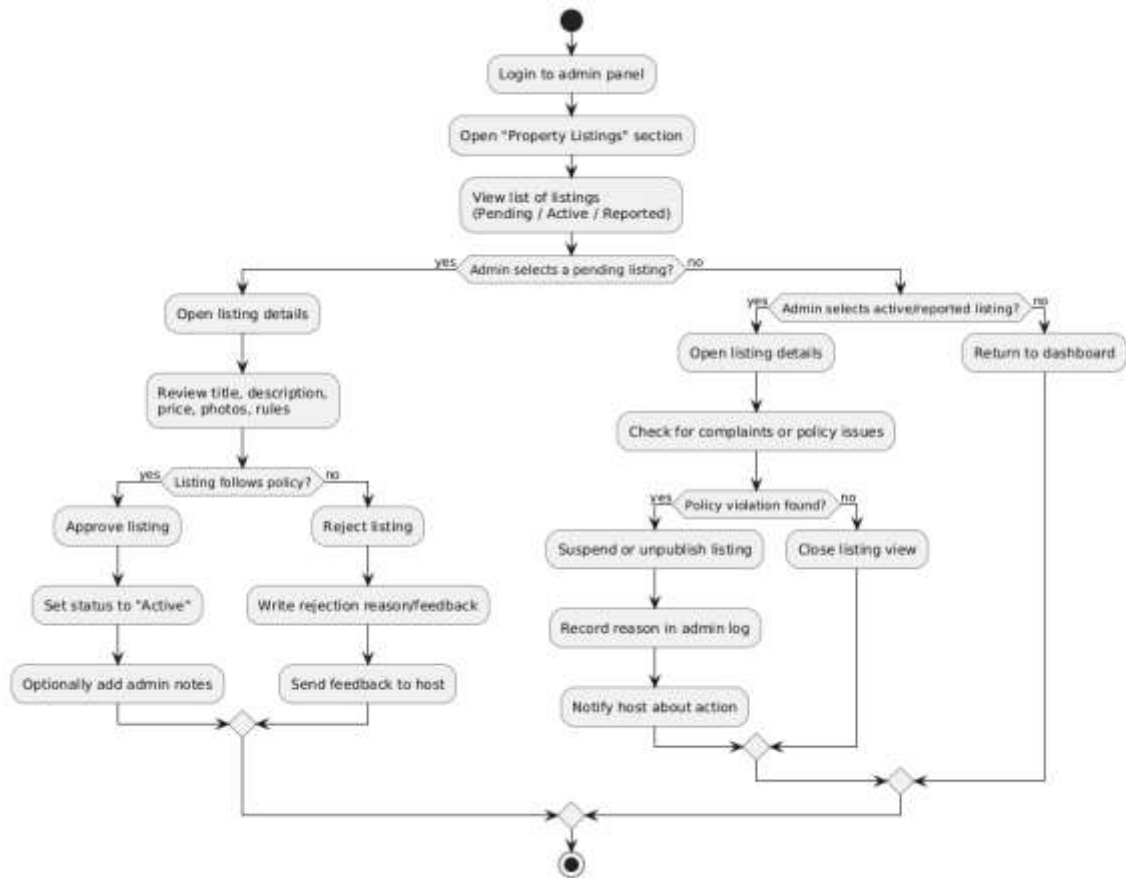 Login to admin panel
Open "Property Listings" section
View list of listings
(Pending / Active / Reported)
yes
Admin selects a pending listing?
no
Open listing details
Review title, description,
price, photos, rules
yes
Listing follows policy?
no
Approve listing
Set status to "Active"
Optionally add admin notes
Reject listing
Write rejection reason/feedback
Send feedback to host
yes
Admin selects active/reported listing?
no
Open listing details
Check for complaints or policy issues
yes
Policy violation found?
no
Suspend or unpublish listing
Record reason in admin log
Notify host about action
Close listing view
Return to dashboard